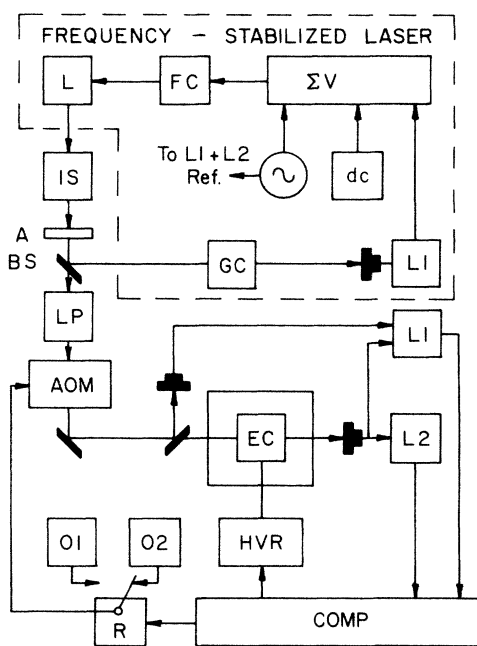 FREQUENCY - STABILIZED LASER
L
FC
ΣV
To L1 + L2
Ref.
dc
IS
A
BS
GC
L1
LP
L1
AOM
EC
L2
O1
O2
HVR
R
COMP